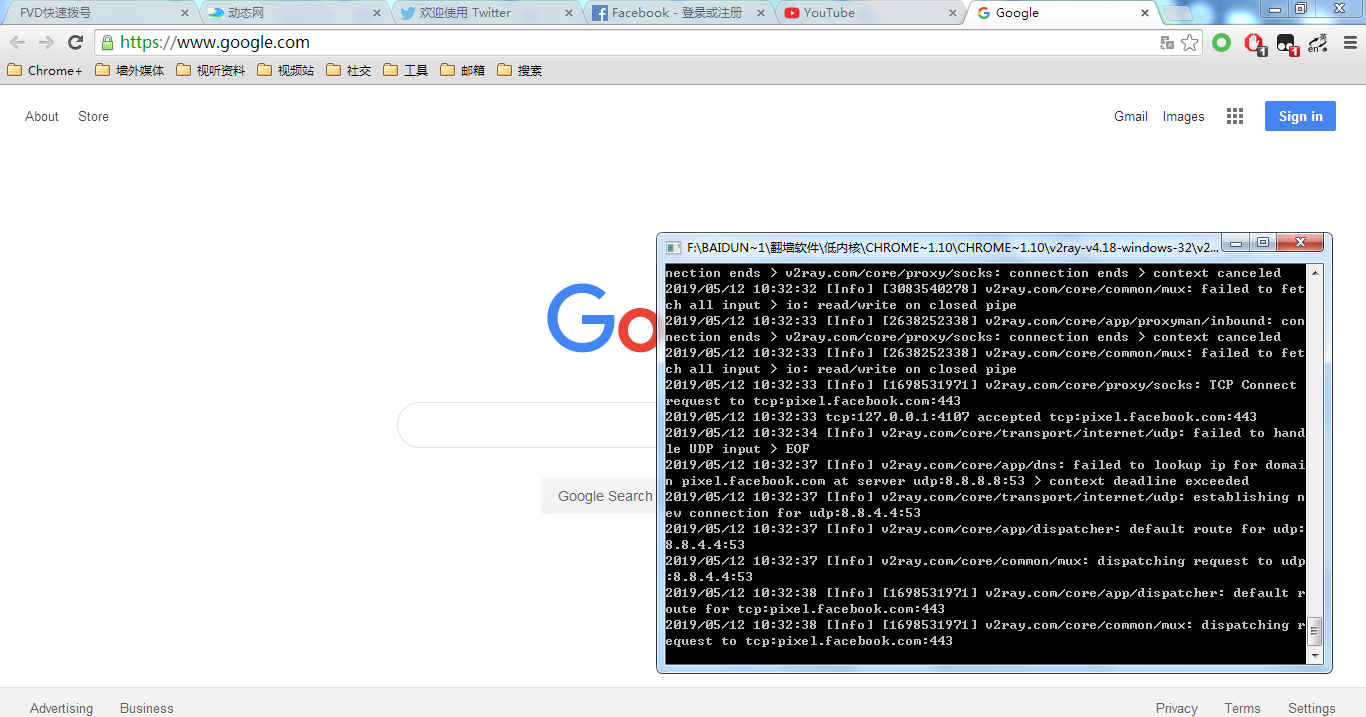 FVD快速拨号
动态网
欢迎使用 Twitter
Facebook - 登录或注册
YouTube
Google
https://www.google.com
1
1
英
en
Chrome+
墙外媒体
视听资料
视频站
社交
工具
邮箱
搜索
About
Store
Gmail
Images
Sign in
Go
Google Search
F:\BAIDUN~1\翻墙软件\低内核\CHROME~1.10\CHROME~1.10\v2ray-v4.18-windows-32\v2...
nection ends > v2ray.com/core/proxy/socks: connection ends > context canceled
2019/05/12 10:32:32 [Info] [3083540278] v2ray.com/core/common/mux: failed to fet
ch all input > io: read/write on closed pipe
2019/05/12 10:32:33 [Info] [2638252338] v2ray.com/core/app/proxyman/inbound: con
nection ends > v2ray.com/core/proxy/socks: connection ends > context canceled
2019/05/12 10:32:33 [Info] [2638252338] v2ray.com/core/common/mux: failed to fet
ch all input > io: read/write on closed pipe
2019/05/12 10:32:33 [Info] [1698531971] v2ray.com/core/proxy/socks: TCP Connect
request to tcp:pixel.facebook.com:443
2019/05/12 10:32:33 tcp:127.0.0.1:4107 accepted tcp:pixel.facebook.com:443
2019/05/12 10:32:34 [Info] v2ray.com/core/transport/internet/udp: failed to hand
le UDP input > EOF
2019/05/12 10:32:37 [Info] v2ray.com/core/app/dns: failed to lookup ip for domai
n pixel.facebook.com at server udp:8.8.8.8:53 > context deadline exceeded
2019/05/12 10:32:37 [Info] v2ray.com/core/transport/internet/udp: establishing n
ew connection for udp:8.8.4.4:53
2019/05/12 10:32:37 [Info] v2ray.com/core/app/dispatcher: default route for udp:
8.8.4.4:53
2019/05/12 10:32:37 [Info] v2ray.com/core/common/mux: dispatching request to udp
:8.8.4.4:53
2019/05/12 10:32:38 [Info] [1698531971] v2ray.com/core/app/dispatcher: default r
oute for tcp:pixel.facebook.com:443
2019/05/12 10:32:38 [Info] [1698531971] v2ray.com/core/common/mux: dispatching r
equest to tcp:pixel.facebook.com:443
Advertising
Business
Privacy
Terms
Settings